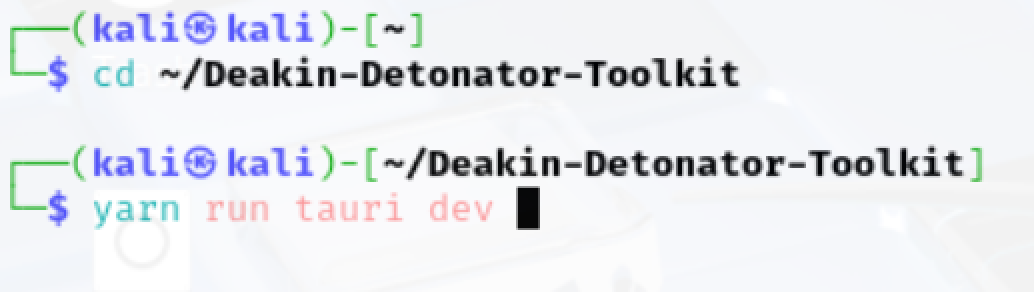 ┌──(kali㉿kali)-[~]
└─$ cd ~/Deakin-Detonator-Toolkit
┌──(kali㉿kali)-[~/Deakin-Detonator-Toolkit]
└─$ yarn run tauri dev